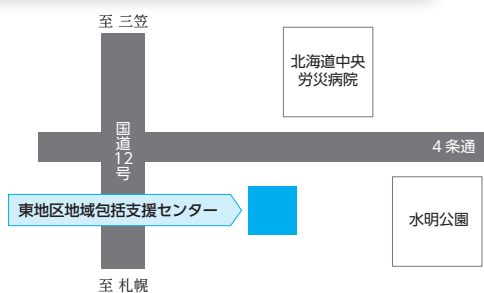 至 三笠
北海道中央
労災病院
国道12号
4条通
東地区地域包括支援センター
水明公園
至 札幌